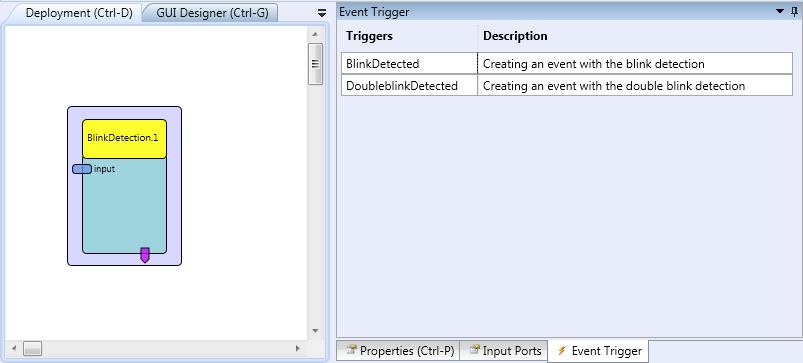 Deployment (Ctrl-D)
GUI Designer (Ctrl-G)
BlinkDetection.1
input
Event Trigger
Triggers Description
BlinkDetected Creating an event with the blink detection
DoubleblinkDetected Creating an event with the double blink detection
Properties (Ctrl-P) Input Ports Event Trigger